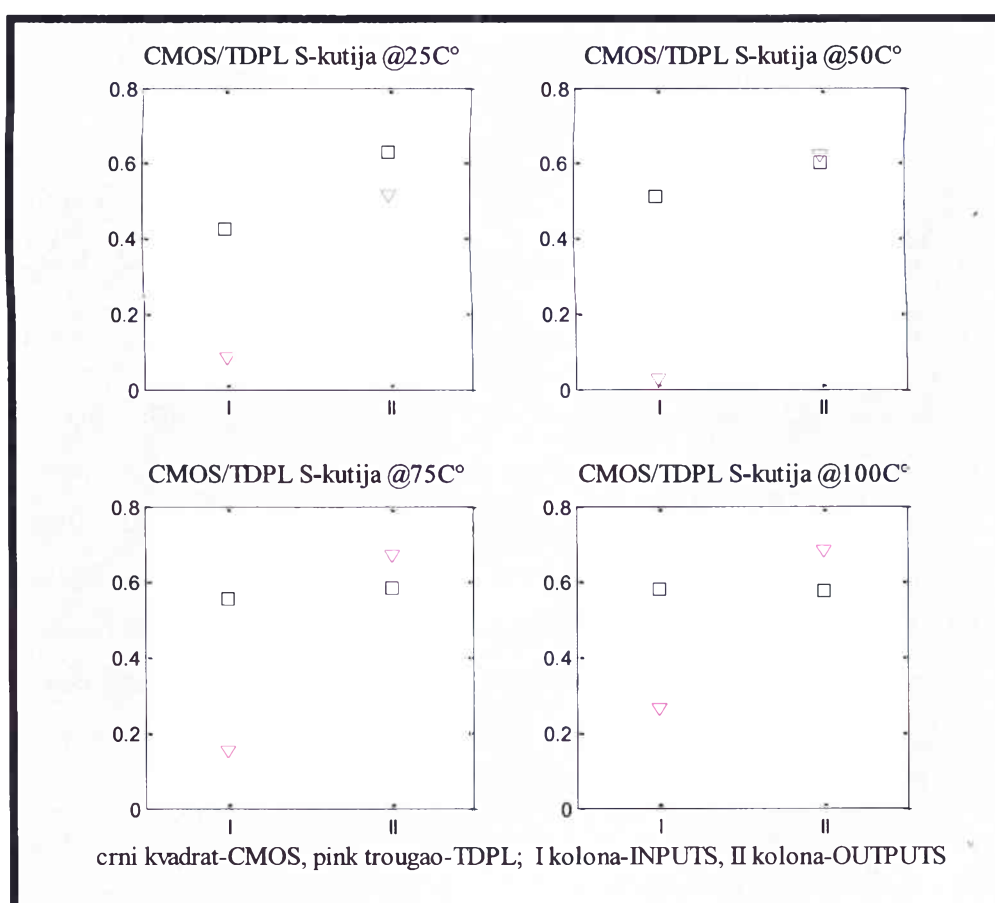 CMOS/TDPL S-kutija @25C°
0.8
0.6
0.4
0.2
0
I
II
CMOS/TDPL S-kutija @50C°
0.8
0.6
0.4
0.2
0
I
II
CMOS/TDPL S-kutija @75C°
0.8
0.6
0.4
0.2
0
I
II
CMOS/TDPL S-kutija @100C°
0.8
0.6
0.4
0.2
0
I
II
crni kvadrat-CMOS, pink trougao-TDPL; I kolona-INPUTS, II kolona-OUTPUTS